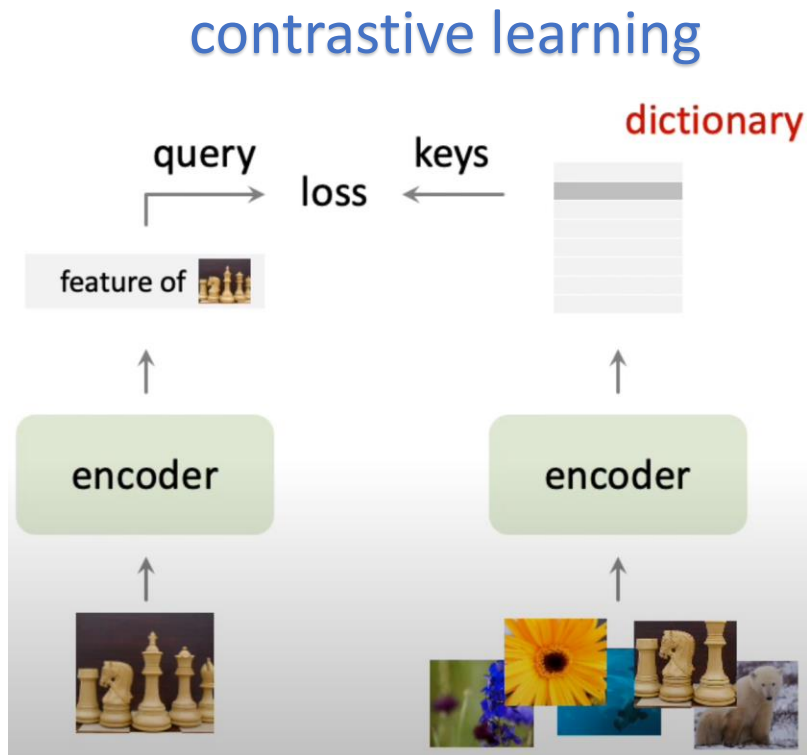 contrastive learning
dictionary
query
keys
loss
feature of
encoder
encoder